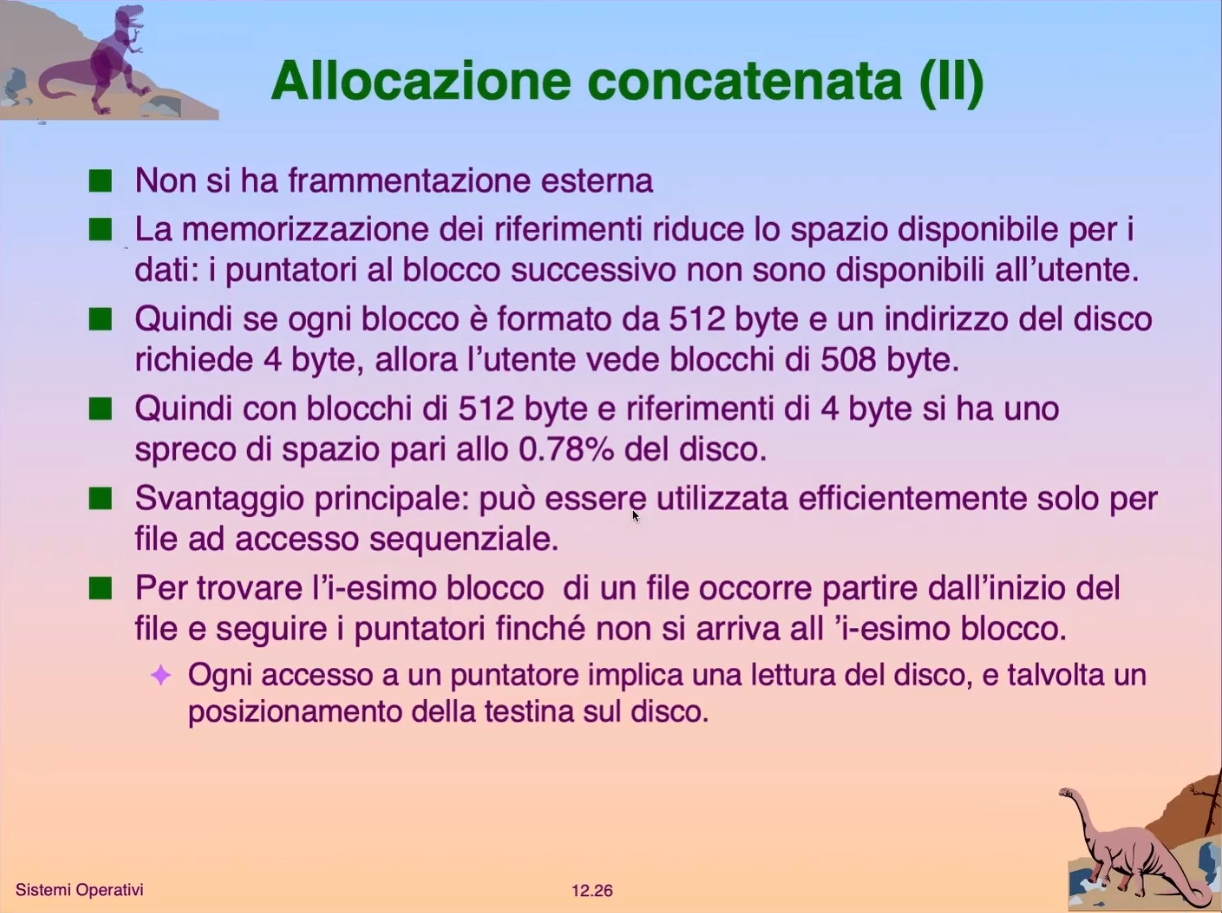 Allocazione concatenata (II)
Non si ha frammentazione esterna
La memorizzazione dei riferimenti riduce lo spazio disponibile per i
dati: i puntatori al blocco successivo non sono disponibili all’utente.
Quindi se ogni blocco è formato da 512 byte e un indirizzo del disco
richiede 4 byte, allora l’utente vede blocchi di 508 byte.
Quindi con blocchi di 512 byte e riferimenti di 4 byte si ha uno
spreco di spazio pari allo 0.78% del disco.
Svantaggio principale: può essere utilizzata efficientemente solo per
file ad accesso sequenziale.
Per trovare l’i-esimo blocco di un file occorre partire dall’inizio del
file e seguire i puntatori finché non si arriva all ’i-esimo blocco.
Ogni accesso a un puntatore implica una lettura del disco, e talvolta un
posizionamento della testina sul disco.
Sistemi Operativi
12.26